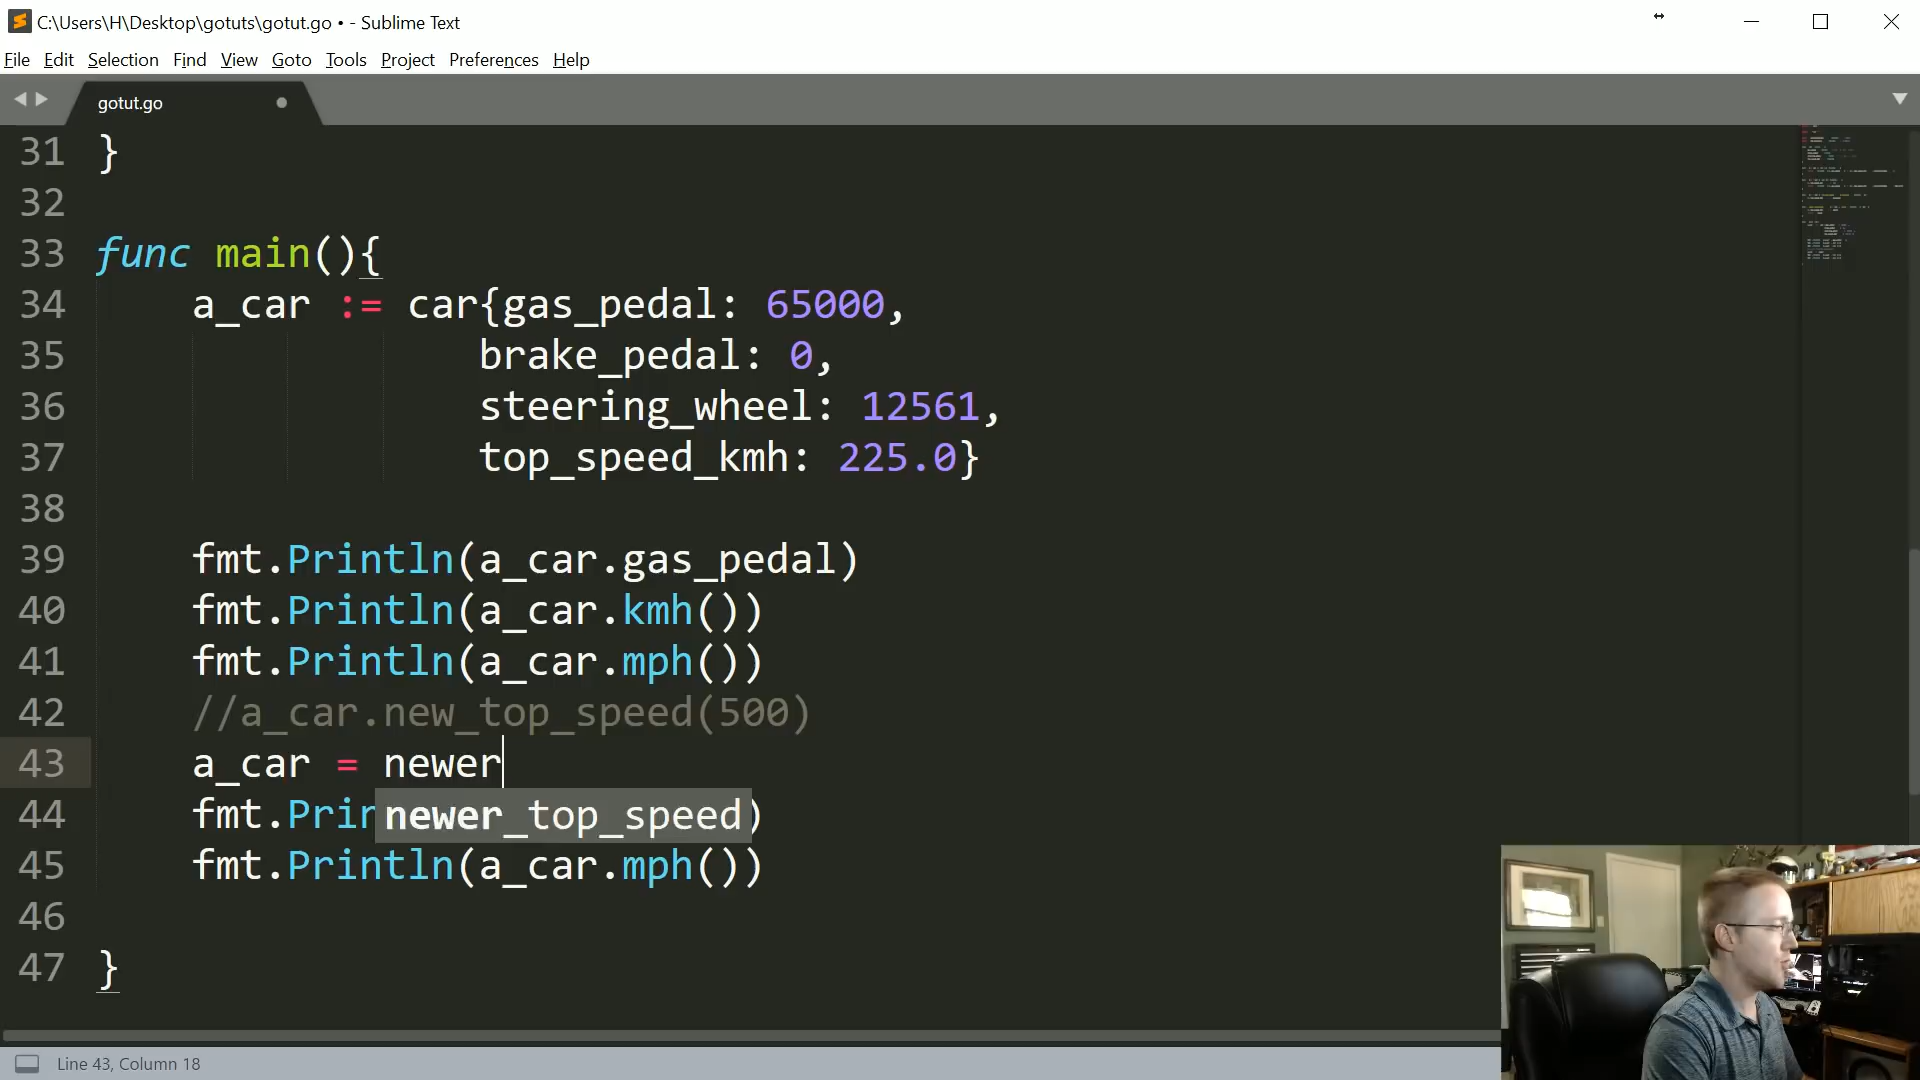 C:\Users\H\Desktop\gotuts\gotut.go • - Sublime Text
File Edit Selection Find View Goto Tools Project Preferences Help
gotut.go
31 }
32
33 func main(){
34 a_car := car{gas_pedal: 65000,
35 brake_pedal: 0,
36 steering_wheel: 12561,
37 top_speed_kmh: 225.0}
38
39 fmt.Println(a_car.gas_pedal)
40 fmt.Println(a_car.kmh())
41 fmt.Println(a_car.mph())
42 //a_car.new_top_speed(500)
43 a_car = newer
44 fmt.Prin )
newer_top_speed
45 fmt.Println(a_car.mph())
46
47 }
Line 43, Column 18